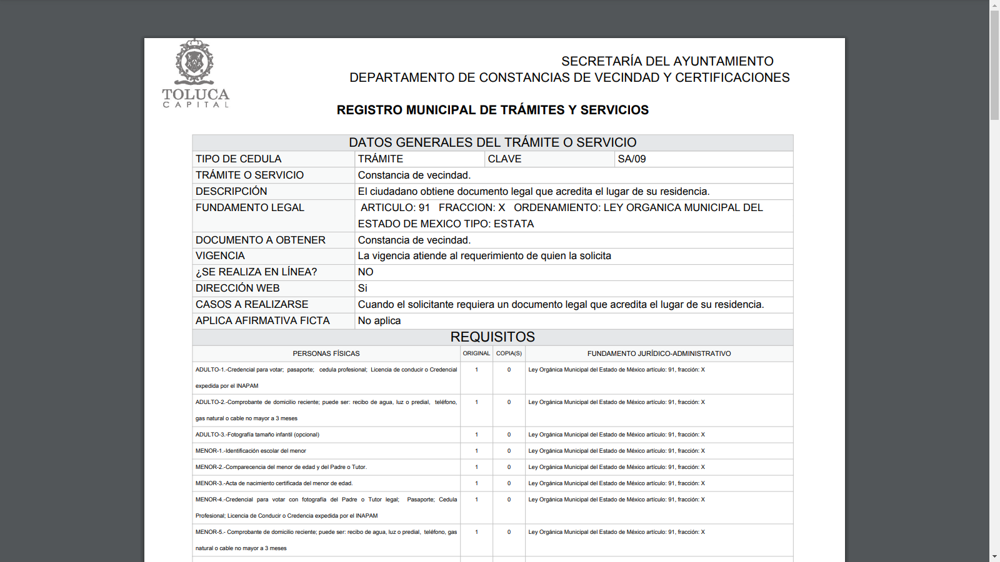 TOLUCA
CAPITAL
SECRETARÍA DEL AYUNTAMIENTO
DEPARTAMENTO DE CONSTANCIAS DE VECINDAD Y CERTIFICACIONES
REGISTRO MUNICIPAL DE TRÁMITES Y SERVICIOS
DATOS GENERALES DEL TRÁMITE O SERVICIO
TIPO DE CEDULA TRÁMITE CLAVE SA/09
TRÁMITE O SERVICIO Constancia de vecindad.
DESCRIPCIÓN El ciudadano obtiene documento legal que acredita el lugar de su residencia.
FUNDAMENTO LEGAL ARTICULO: 91 FRACCION: X ORDENAMIENTO: LEY ORGANICA MUNICIPAL DEL
ESTADO DE MEXICO TIPO: ESTATA
DOCUMENTO A OBTENER Constancia de vecindad.
VIGENCIA La vigencia atiende al requerimiento de quien la solicita
¿SE REALIZA EN LÍNEA? NO
DIRECCIÓN WEB Si
CASOS A REALIZARSE Cuando el solicitante requiera un documento legal que acredita el lugar de su residencia.
APLICA AFIRMATIVA FICTA No aplica
REQUISITOS
PERSONAS FÍSICAS ORIGINAL COPIA(S) FUNDAMENTO JURÍDICO-ADMINISTRATIVO
ADULTO-1.-Credencial para votar; pasaporte; cedula profesional; Licencia de conducir o Credencial 1 0 Ley Orgánica Municipal del Estado de México artículo: 91, fracción: X
expedida por el INAPAM
ADULTO-2.-Comprobante de domicilio reciente; puede ser: recibo de agua, luz o predial, teléfono, 1 0 Ley Orgánica Municipal del Estado de México artículo: 91, fracción: X
gas natural o cable no mayor a 3 meses
ADULTO-3.-Fotografía tamaño infantil (opcional) 1 0 Ley Orgánica Municipal del Estado de México artículo: 91, fracción: X
MENOR-1.-Identificación escolar del menor 1 0 Ley Orgánica Municipal del Estado de México artículo: 91, fracción: X
MENOR-2.-Comparecencia del menor de edad y del Padre o Tutor. 1 0 Ley Orgánica Municipal del Estado de México artículo: 91, fracción: X
MENOR-3.-Acta de nacimiento certificada del menor de edad. 1 0 Ley Orgánica Municipal del Estado de México artículo: 91, fracción: X
MENOR-4.-Credencial para votar con fotografía del Padre o Tutor legal; Pasaporte; Cedula 1 0 Ley Orgánica Municipal del Estado de México artículo: 91, fracción: X
Profesional; Licencia de Conducir o Credencia expedida por el INAPAM
MENOR-5.- Comprobante de domicilio reciente; puede ser: recibo de agua, luz o predial, teléfono, gas 1 0 Ley Orgánica Municipal del Estado de México artículo: 91, fracción: X
natural o cable no mayor a 3 meses